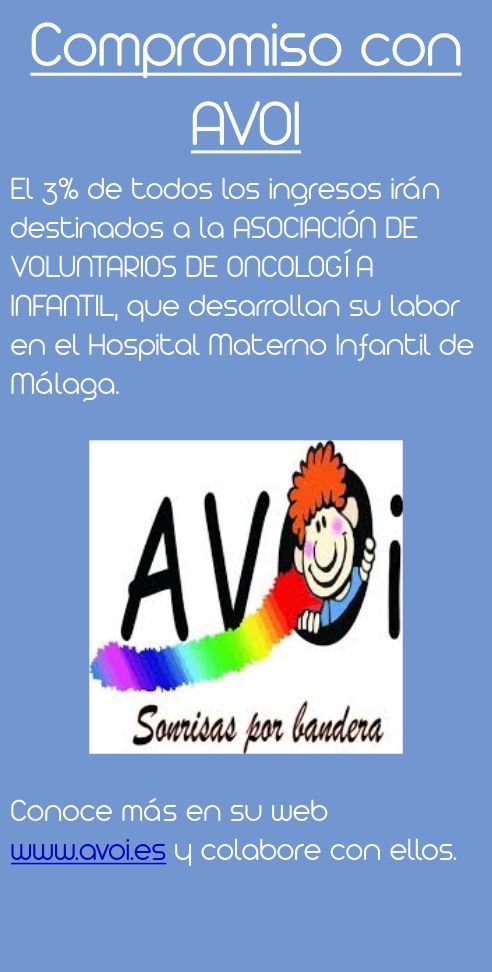 Compromiso con
AVOI
El 3% de todos los ingresos irán
destinados a la ASOCIACIÓN DE
VOLUNTARIOS DE ONCOLOGÍA
INFANTIL, que desarrollan su labor
en el Hospital Materno Infantil de
Málaga.
AVOi
Sonrisas por bandera
Conoce más en su web
www.avoi.es y colabore con ellos.